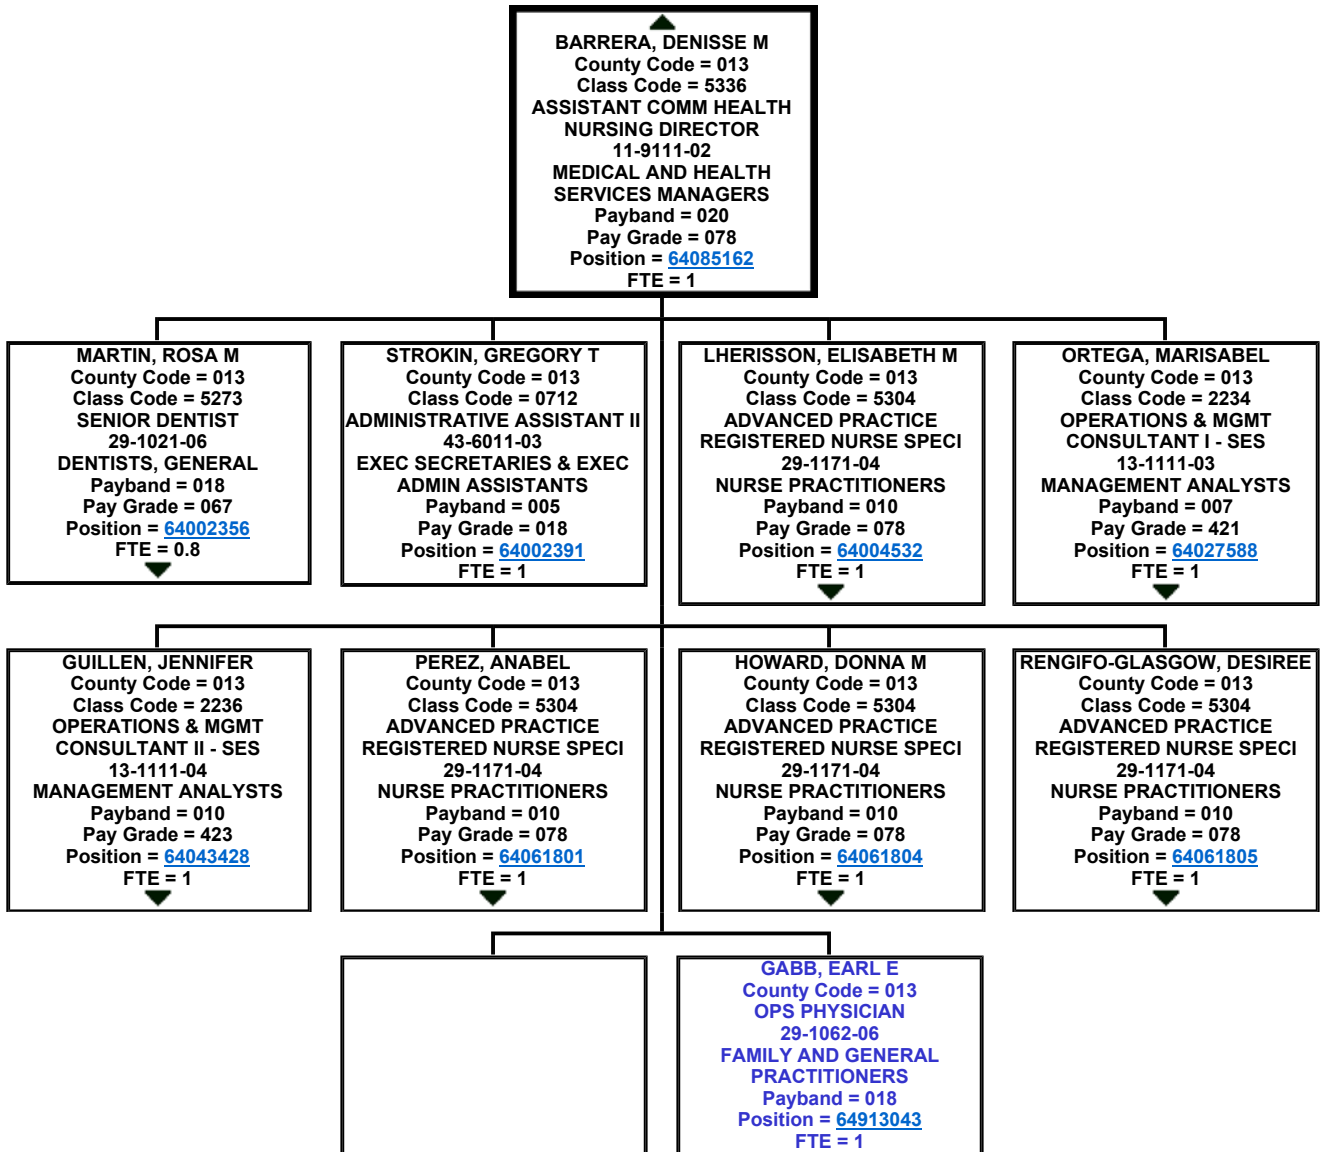 BARRERA, DENISSE M
County Code = 013
Class Code = 5336
ASSISTANT COMM HEALTH
NURSING DIRECTOR
11-9111-02
MEDICAL AND HEALTH
SERVICES MANAGERS
Payband = 020
Pay Grade = 078
Position = 64085162
FTE = 1
MARTIN, ROSA M
County Code = 013
Class Code = 5273
SENIOR DENTIST
29-1021-06
DENTISTS, GENERAL
Payband = 018
Pay Grade = 067
Position = 64002356
FTE = 0.8
STROKIN, GREGORY T
County Code = 013
Class Code = 0712
ADMINISTRATIVE ASSISTANT II
43-6011-03
EXEC SECRETARIES & EXEC
ADMIN ASSISTANTS
Payband = 005
Pay Grade = 018
Position = 64002391
FTE = 1
LHERISSON, ELISABETH M
County Code = 013
Class Code = 5304
ADVANCED PRACTICE
REGISTERED NURSE SPECI
29-1171-04
NURSE PRACTITIONERS
Payband = 010
Pay Grade = 078
Position = 64004532
FTE = 1
ORTEGA, MARISABEL
County Code = 013
Class Code = 2234
OPERATIONS & MGMT
CONSULTANT I - SES
13-1111-03
MANAGEMENT ANALYSTS
Payband = 007
Pay Grade = 421
Position = 64027588
FTE = 1
GUILLEN, JENNIFER
County Code = 013
Class Code = 2236
OPERATIONS & MGMT
CONSULTANT II - SES
13-1111-04
MANAGEMENT ANALYSTS
Payband = 010
Pay Grade = 423
Position = 64043428
FTE = 1
PEREZ, ANABEL
County Code = 013
Class Code = 5304
ADVANCED PRACTICE
REGISTERED NURSE SPECI
29-1171-04
NURSE PRACTITIONERS
Payband = 010
Pay Grade = 078
Position = 64061801
FTE = 1
HOWARD, DONNA M
County Code = 013
Class Code = 5304
ADVANCED PRACTICE
REGISTERED NURSE SPECI
29-1171-04
NURSE PRACTITIONERS
Payband = 010
Pay Grade = 078
Position = 64061804
FTE = 1
RENGIFO-GLASGOW, DESIREE
County Code = 013
Class Code = 5304
ADVANCED PRACTICE
REGISTERED NURSE SPECI
29-1171-04
NURSE PRACTITIONERS
Payband = 010
Pay Grade = 078
Position = 64061805
FTE = 1
GABB, EARL E
County Code = 013
OPS PHYSICIAN
29-1062-06
FAMILY AND GENERAL
PRACTITIONERS
Payband = 018
Position = 64913043
FTE = 1